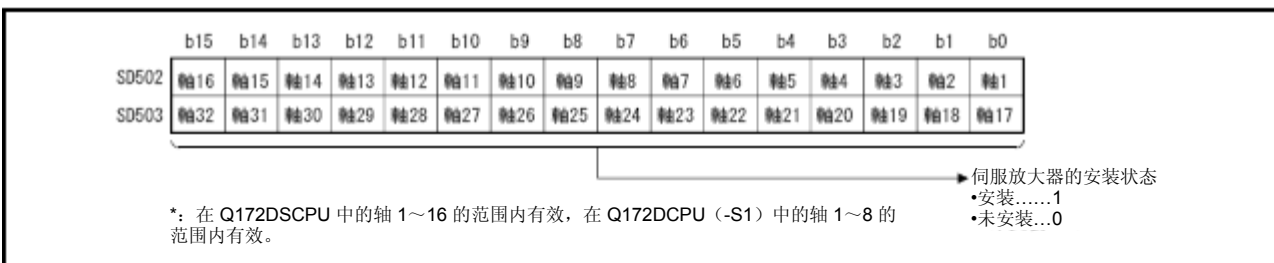 b15 b14 b13 b12 b11 b10 b9 b8 b7 b6 b5 b4 b3 b2 b1 b0
SD502 軸16 軸15 軸14 軸13 軸12 軸11 軸10 軸9 軸8 軸7 軸6 軸5 軸4 軸3 軸2 軸1
SD503 軸32 軸31 軸30 軸29 軸28 軸27 軸26 軸25 軸24 軸23 軸22 軸21 軸20 軸19 軸18 軸17
伺服放大器的安装状态
•安装……1
•未安装…0
*：在 Q172DSCPU 中的轴 1～16 的范围内有效，在 Q172DCPU（-S1）中的轴 1～8 的
范围内有效。